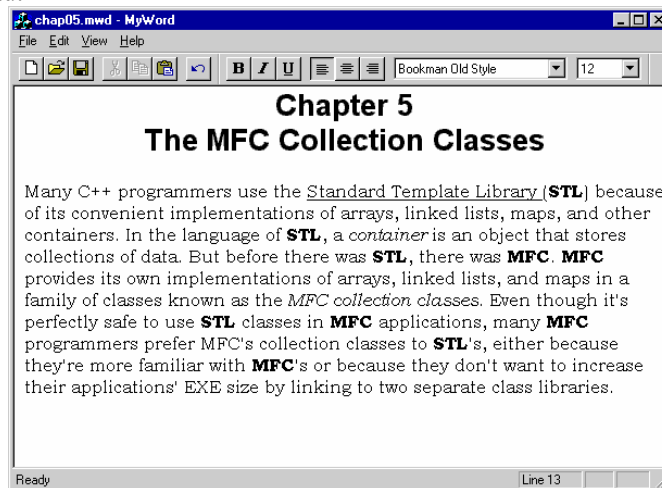 chap05.mwd - MyWord
File Edit View Help
B I U Bookman Old Style 12
Chapter 5
The MFC Collection Classes
Many C++ programmers use the Standard Template Library (STL) because
of its convenient implementations of arrays, linked lists, maps, and other
containers. In the language of STL, a container is an object that stores
collections of data. But before there was STL, there was MFC. MFC
provides its own implementations of arrays, linked lists, and maps in a
family of classes known as the MFC collection classes. Even though it's
perfectly safe to use STL classes in MFC applications, many MFC
programmers prefer MFC's collection classes to STL's, either because
they're more familiar with MFC's or because they don't want to increase
their applications' EXE size by linking to two separate class libraries.
Ready Line 13